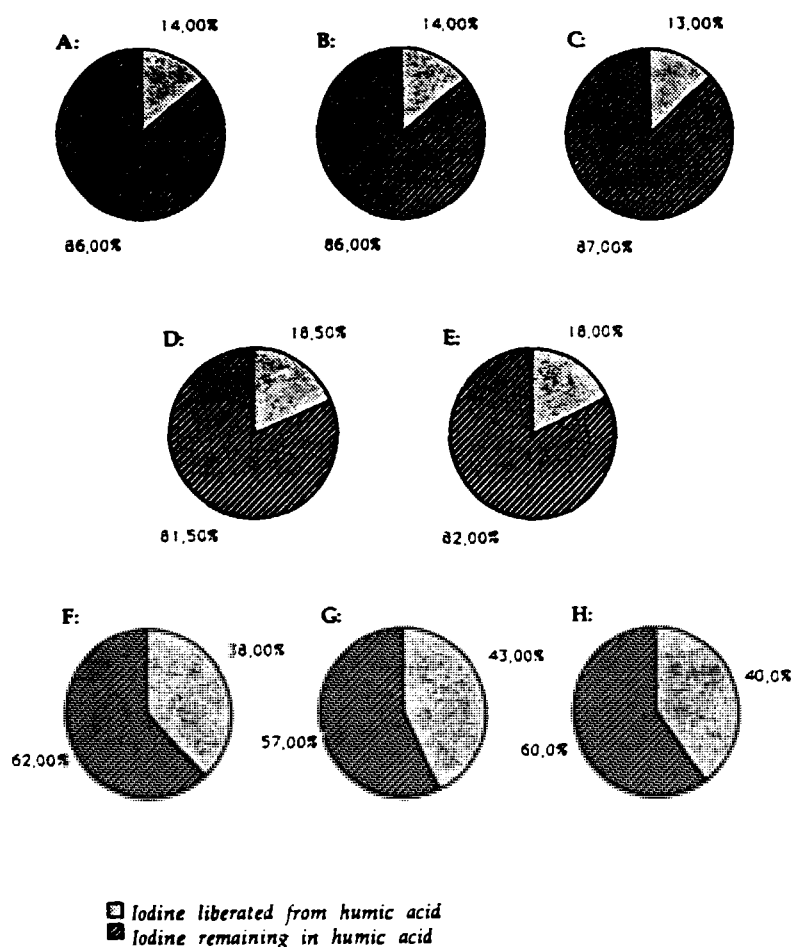 14,00% 14,00% 13,00%
A: B: C:
86,00% 86,00% 87,00%
18,50% 18,00%
D: E:
81,50% 82,00%
F: G: H:
38,00% 43,00% 40,0%
62,00% 57,00% 60,0%
Iodine liberated from humic acid
Iodine remaining in humic acid